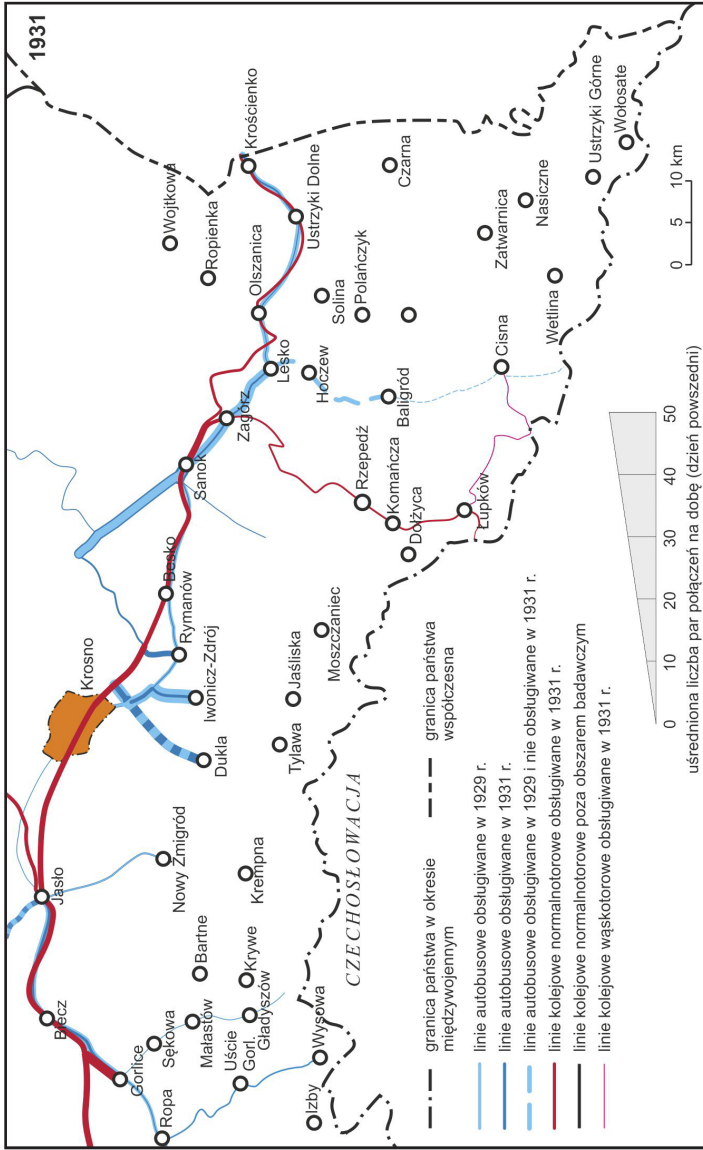 1931
Wojtkowa
Ropienka
Krościenko
Ustrzyki Dolne
Olszanica
Czarna
Solina
Polańczyk
Lesko
Hoczew
Zagórz
Sanok
Baligród
Zatwarnica
Nasiczne
Ustrzyki Górne
Wołosate
Wetlina
Cisna
Rzepedź
Komańcza
Dołżyca
Łupków
Besko
Rymanów
Krosno
Iwonicz-Zdrój
Dukla
Jaśliska
Moszczaniec
Tylawa
Jasło
Nowy Żmigród
Krempna
CZECHOSŁOWACJA
Biecz
Bartne
Krywe
Gorlice
Sękowa
Małastów
Gładyszów
Uście
Gorl.
Wysowa
Ropa
Izby
granica państwa w okresie
międzywojennym
granica państwa
współczesna
linie autobusowe obsługiwane w 1929 r.
linie autobusowe obsługiwane w 1931 r.
linie autobusowe obsługiwane w 1929 i nie obsługiwane w 1931 r.
linie kolejowe normalnotorowe obsługiwane w 1931 r.
linie kolejowe normalnotorowe poza obszarem badawczym
linie kolejowe wąskotorowe obsługiwane w 1931 r.
0 10 20 30 40 50
uśredniona liczba par połączeń na dobę (dzień powszedni)
0 5 10 km